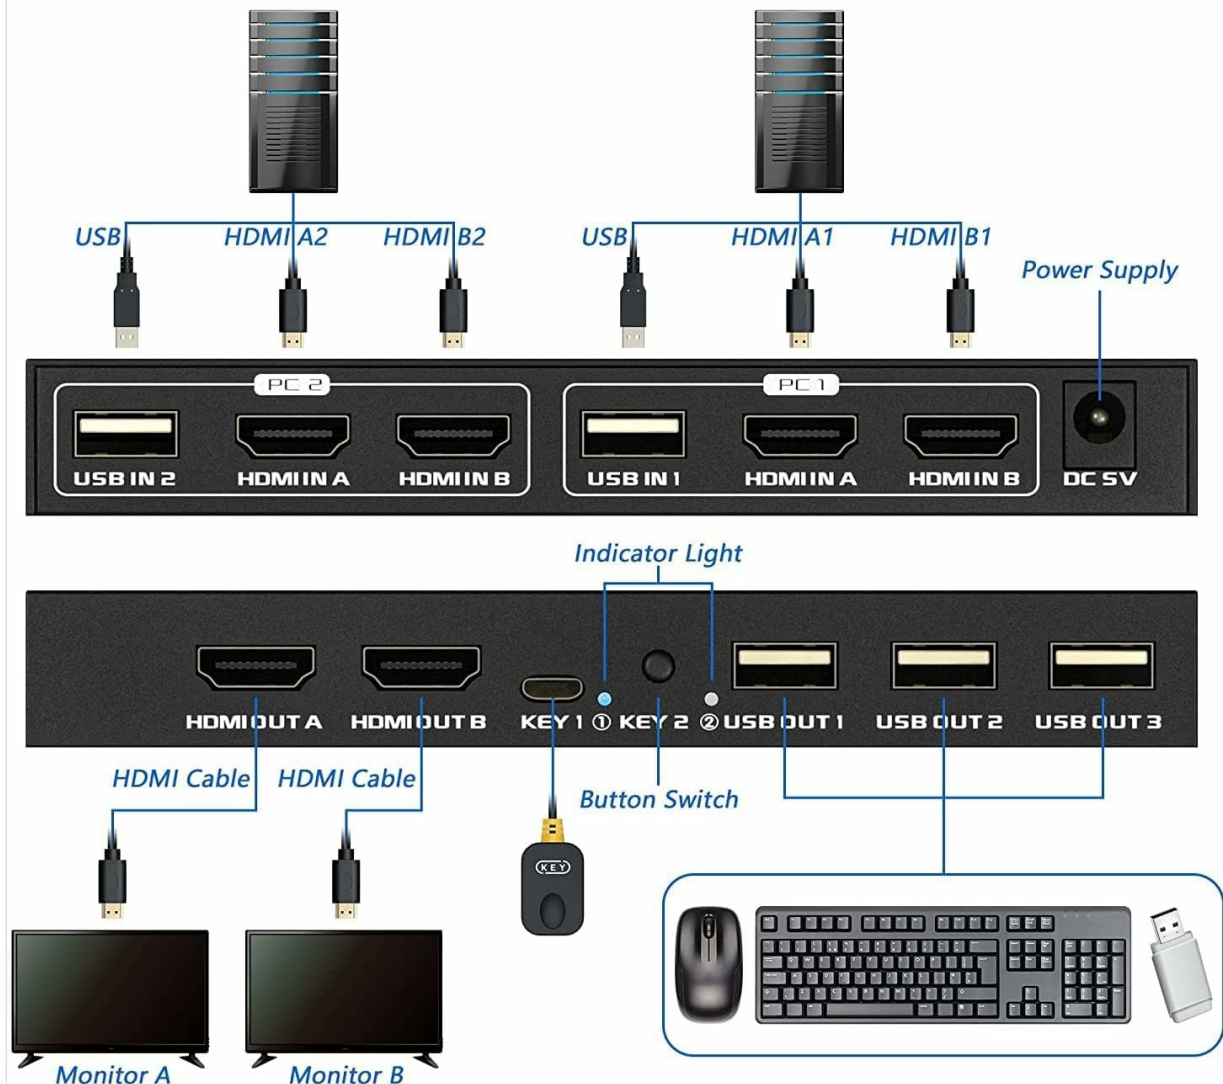 USB HDMI A2 HDMI B2 USB HDMI A1 HDMI B1
Power Supply
PC 2 PC 1
USB IN 2 HDMI IN A HDMI IN B USB IN 1 HDMI IN A HDMI IN B DC 5V
Indicator Light
HDMI OUT A HDMI OUT B KEY 1 ① KEY 2 ② USB OUT 1 USB OUT 2 USB OUT 3
HDMI Cable HDMI Cable
Button Switch
KEY
Monitor A Monitor B